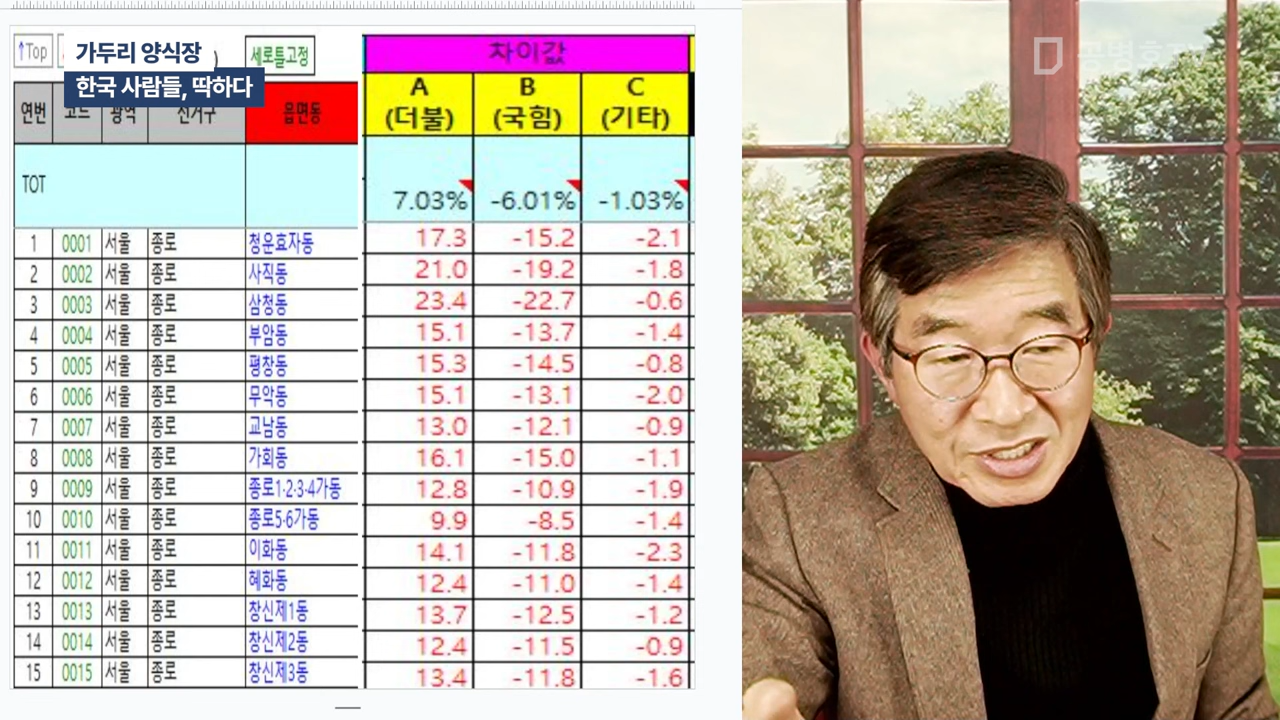 ↑Top
가두리 양식장
)
세로틀고정
한국 사람들, 딱하다
차이값
연번 코드 광역 선거구 읍면동 A (더불) B (국힘) C (기타)
TOT 7.03% -6.01% -1.03%
1 0001 서울 종로 청운효자동 17.3 -15.2 -2.1
2 0002 서울 종로 사직동 21.0 -19.2 -1.8
3 0003 서울 종로 삼청동 23.4 -22.7 -0.6
4 0004 서울 종로 부암동 15.1 -13.7 -1.4
5 0005 서울 종로 평창동 15.3 -14.5 -0.8
6 0006 서울 종로 무악동 15.1 -13.1 -2.0
7 0007 서울 종로 교남동 13.0 -12.1 -0.9
8 0008 서울 종로 가회동 16.1 -15.0 -1.1
9 0009 서울 종로 종로1·2·3·4가동 12.8 -10.9 -1.9
10 0010 서울 종로 종로5·6가동 9.9 -8.5 -1.4
11 0011 서울 종로 이화동 14.1 -11.8 -2.3
12 0012 서울 종로 혜화동 12.4 -11.0 -1.4
13 0013 서울 종로 창신제1동 13.7 -12.5 -1.2
14 0014 서울 종로 창신제2동 12.4 -11.5 -0.9
15 0015 서울 종로 창신제3동 13.4 -11.8 -1.6